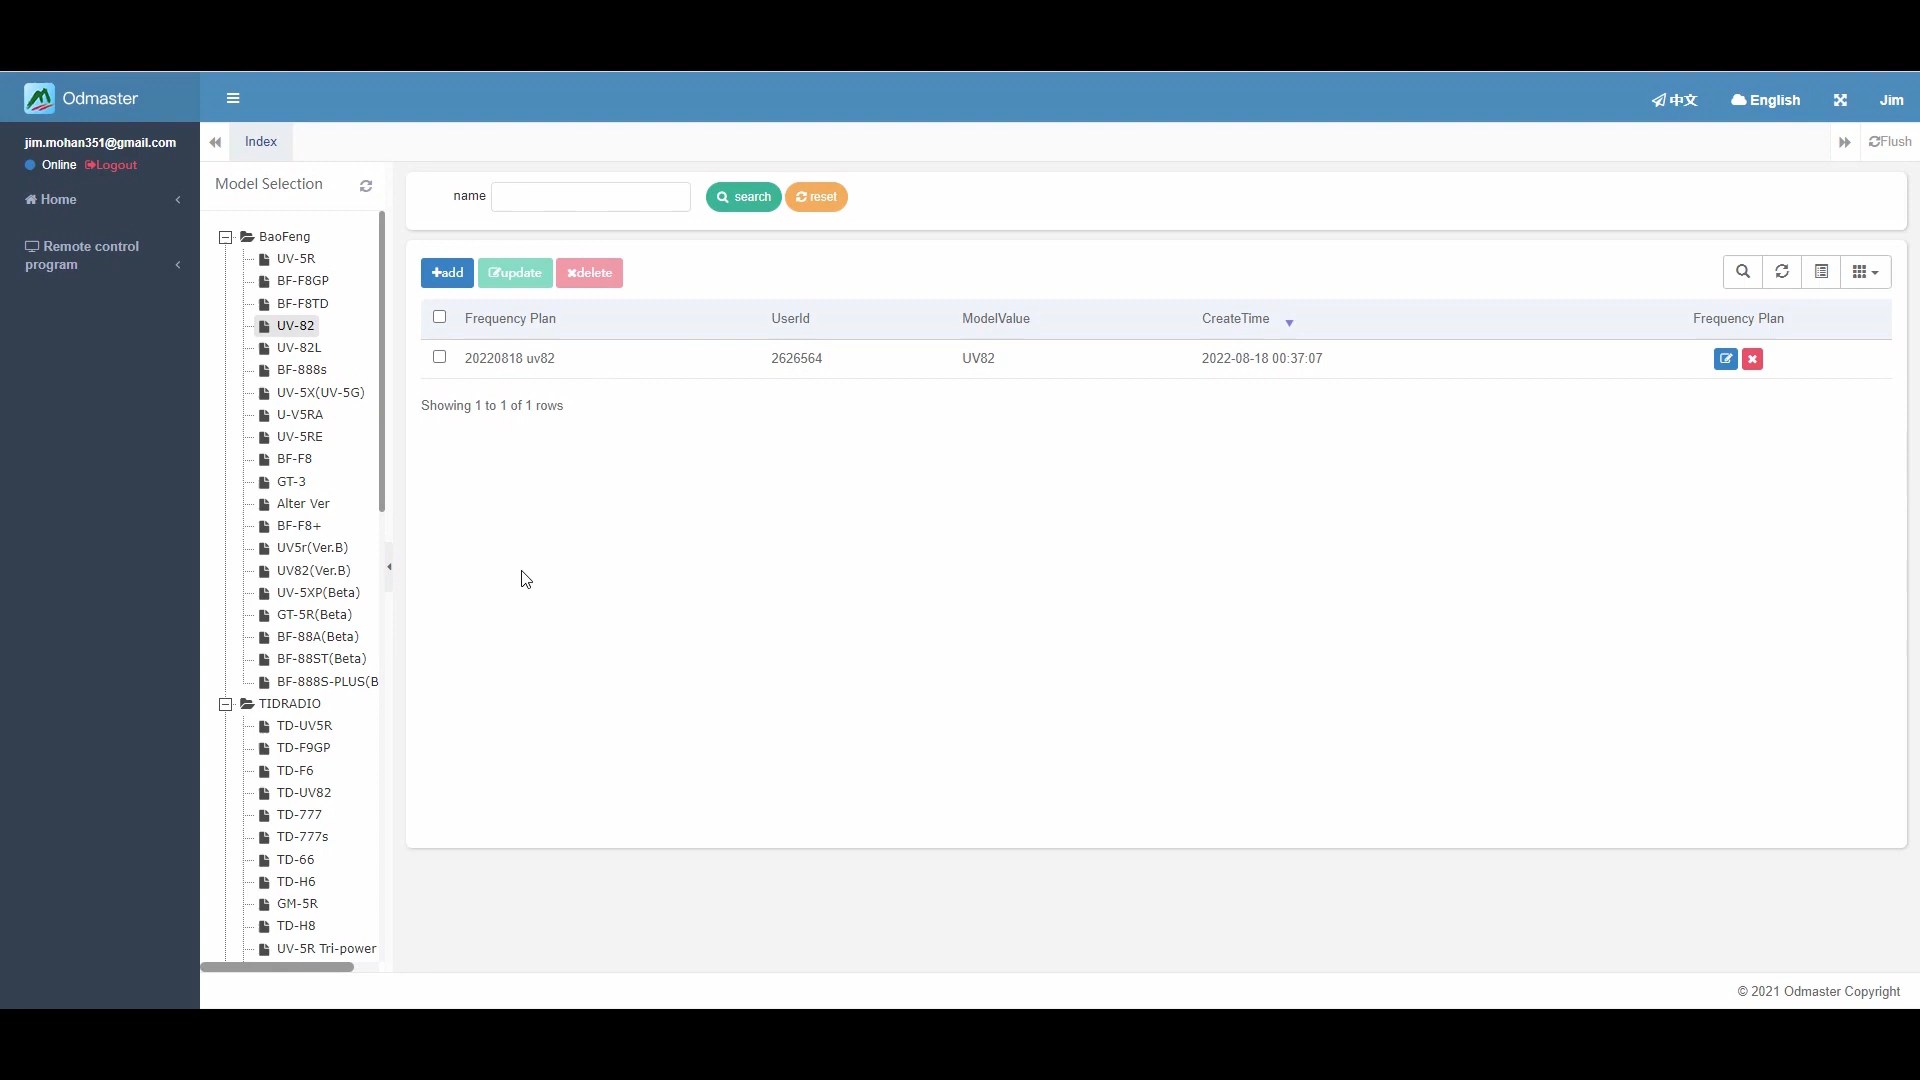 Odmaster
中文
English
Jim
jim.mohan351@gmail.com
Online Logout
Home
Remote control
program
Index
Flush
Model Selection
BaoFeng
UV-5R
BF-F8GP
BF-F8TD
UV-82
UV-82L
BF-888s
UV-5X(UV-5G)
U-V5RA
UV-5RE
BF-F8
GT-3
Alter Ver
BF-F8+
UV5r(Ver.B)
UV82(Ver.B)
UV-5XP(Beta)
GT-5R(Beta)
BF-88A(Beta)
BF-88ST(Beta)
BF-888S-PLUS(B
TIDRADIO
TD-UV5R
TD-F9GP
TD-F6
TD-UV82
TD-777
TD-777s
TD-66
TD-H6
GM-5R
TD-H8
UV-5R Tri-power
name
search
reset
add
update
delete
Frequency Plan UserId ModelValue CreateTime Frequency Plan
20220818 uv82 2626564 UV82 2022-08-18 00:37:07
Showing 1 to 1 of 1 rows
© 2021 Odmaster Copyright